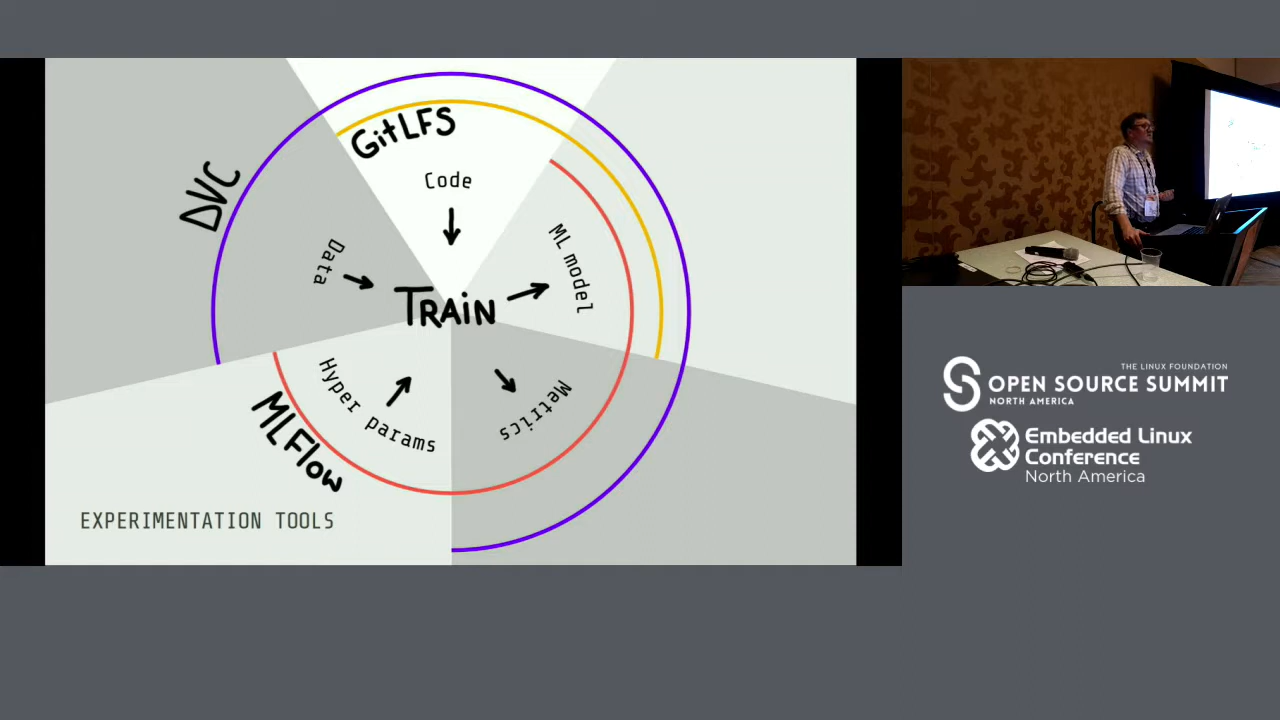 GitLFS
Code
DVC
Data
ML model
TRAiN
Hyper params
Metrics
MLFlow
EXPERIMENTATION TOOLS
THE LINUX FOUNDATION
OPEN SOURCE SUMMIT
NORTH AMERICA
Embedded Linux
Conference
North America